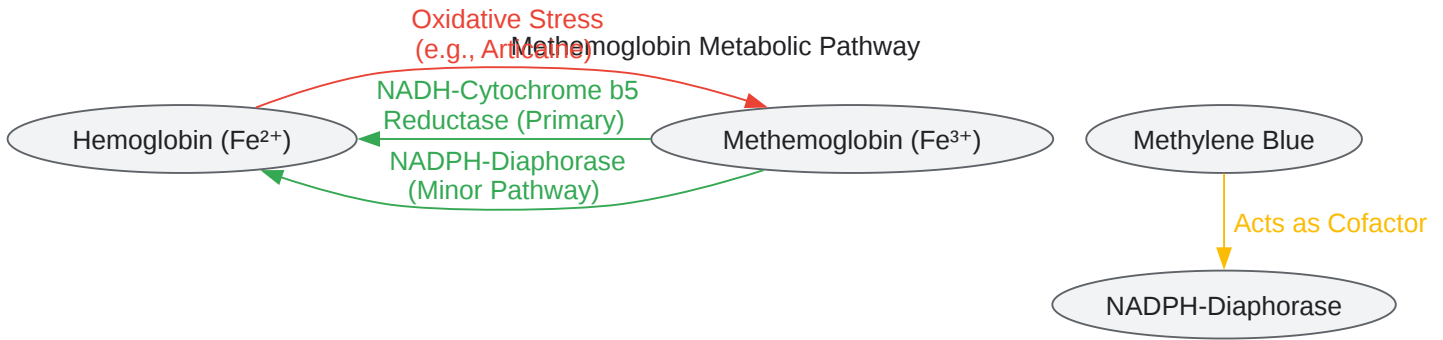 Oxidative Stress
(e.g., Articaine)
Methemoglobin Metabolic Pathway
NADH-Cytochrome b5
Reductase (Primary)
Hemoglobin (Fe²⁺)
Methemoglobin (Fe³⁺)
Methylene Blue
NADPH-Diaphorase
(Minor Pathway)
Acts as Cofactor
NADPH-Diaphorase